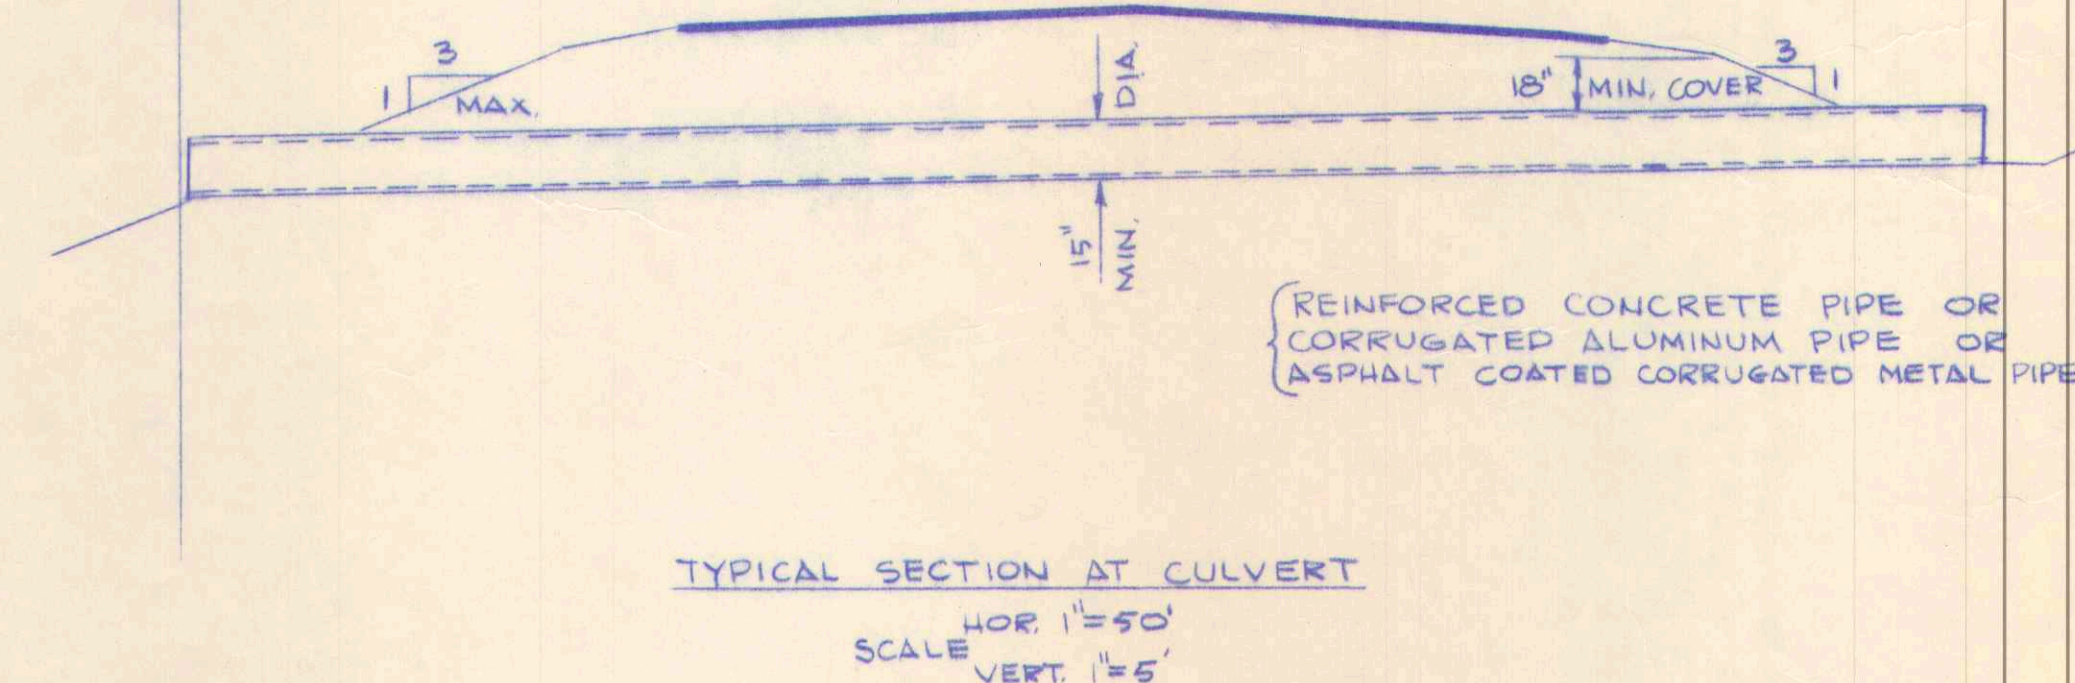 3
1
MAX.
DIA.
18" MIN. COVER
3
1
15"
MIN.
REINFORCED CONCRETE PIPE OR
CORRUGATED ALUMINUM PIPE OR
ASPHALT COATED CORRUGATED METAL PIPE
TYPICAL SECTION AT CULVERT
HOR. 1"=50'
SCALE
VERT. 1"=5'